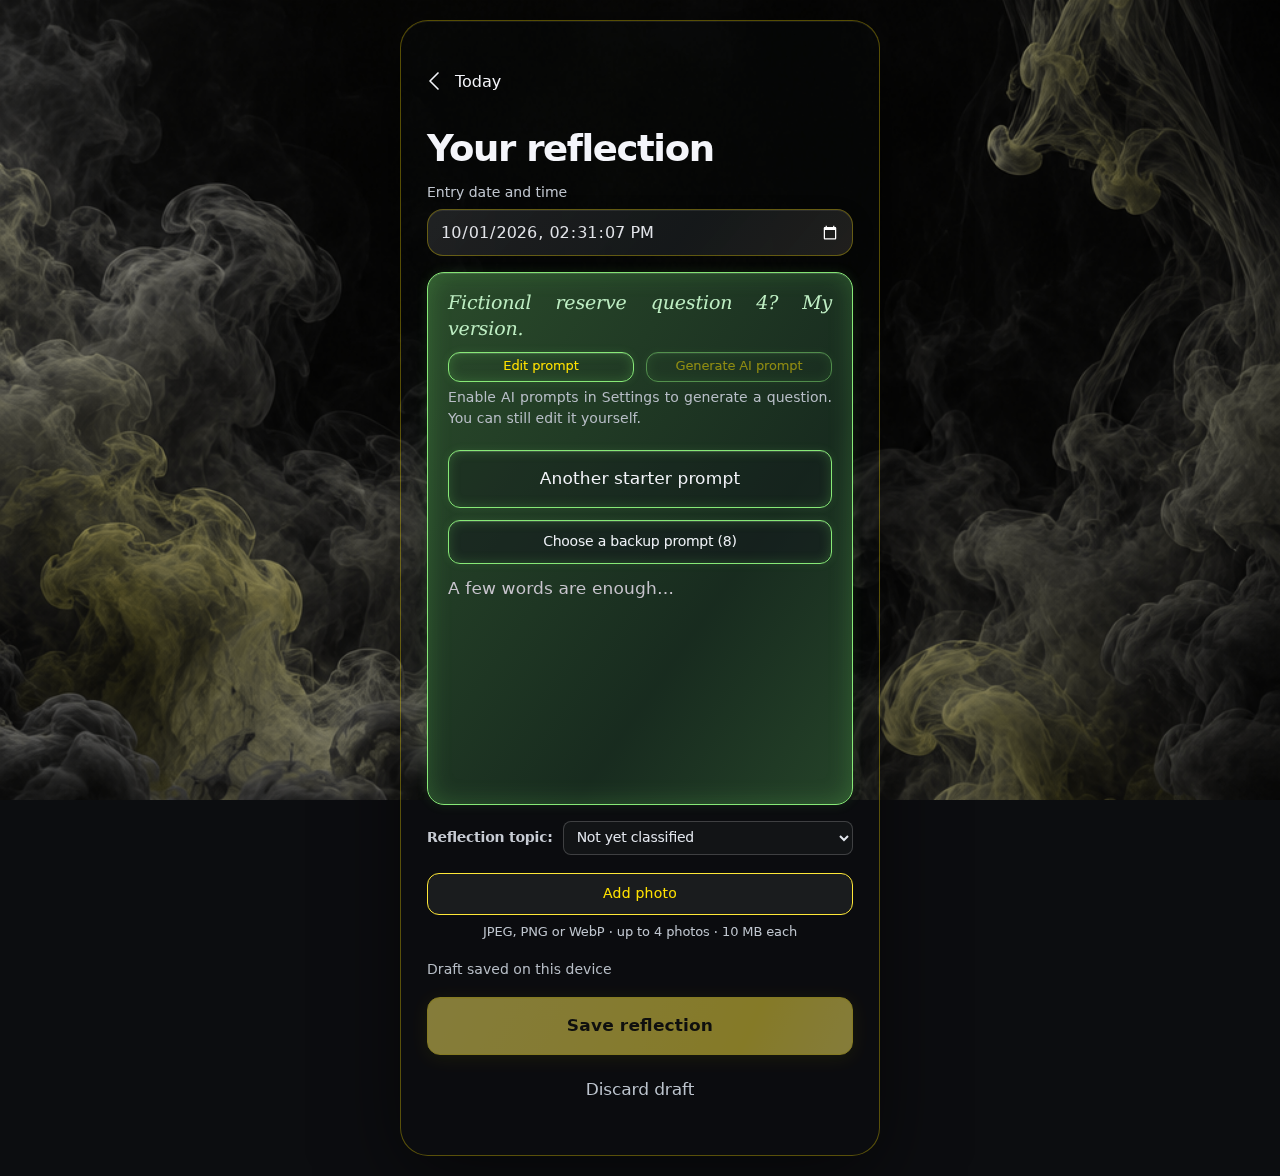 Today
Your reflection
Entry date and time
10/01/2026, 02:31:07 PM
Fictional reserve question 4? My
version.
Edit prompt
Generate AI prompt
Enable AI prompts in Settings to generate a question.
You can still edit it yourself.
Another starter prompt
Choose a backup prompt (8)
A few words are enough…
Reflection topic:
Not yet classified
Add photo
JPEG, PNG or WebP · up to 4 photos · 10 MB each
Draft saved on this device
Save reflection
Discard draft